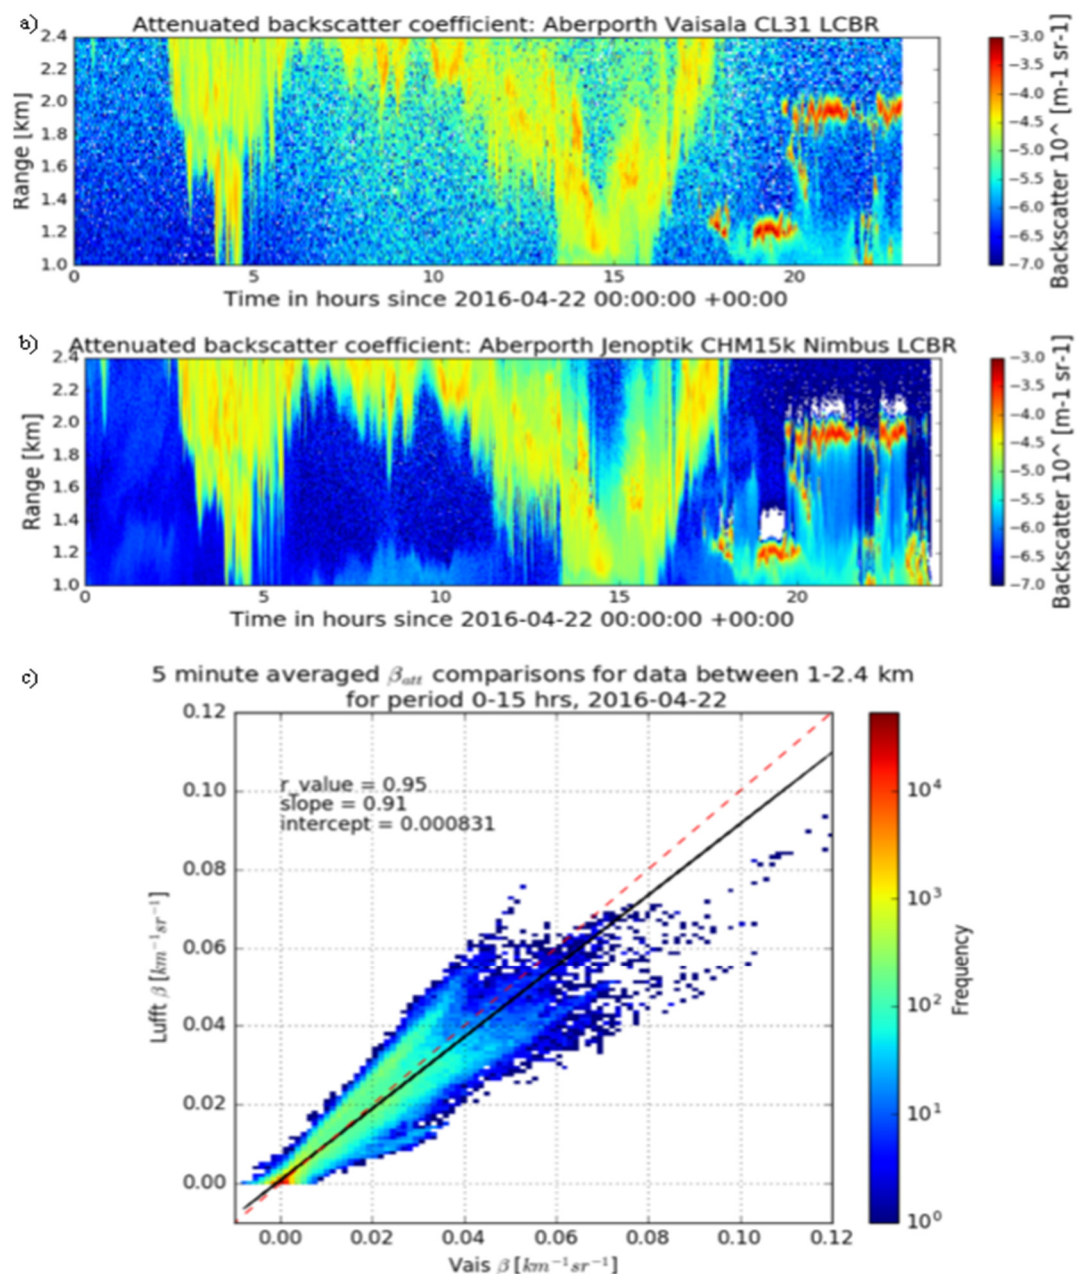 a)
Attenuated backscatter coefficient: Aberporth Vaisala CL31 LCBR
2.4
2.2
2.0
1.8
1.6
1.4
1.2
1.0
Range [km]
0 5 10 15 20
Time in hours since 2016-04-22 00:00:00 +00:00
−3.0
−3.5
−4.0
−4.5
−5.0
−5.5
−6.0
−6.5
−7.0
Backscatter 10^ [m-1 sr-1]
b)
Attenuated backscatter coefficient: Aberporth Jenoptik CHM15k Nimbus LCBR
2.4
2.2
2.0
1.8
1.6
1.4
1.2
1.0
Range [km]
0 5 10 15 20
Time in hours since 2016-04-22 00:00:00 +00:00
−3.0
−3.5
−4.0
−4.5
−5.0
−5.5
−6.0
−6.5
−7.0
Backscatter 10^ [m-1 sr-1]
c)
5 minute averaged β_att comparisons for data between 1-2.4 km
for period 0-15 hrs, 2016-04-22
0.12
0.10
0.08
0.06
0.04
0.02
0.00
Lufft β [km⁻¹sr⁻¹]
r_value = 0.95
slope = 0.91
intercept = 0.000831
0.00 0.02 0.04 0.06 0.08 0.10 0.12
Vais β [km⁻¹sr⁻¹]
10⁴
10³
10²
10¹
10⁰
Frequency